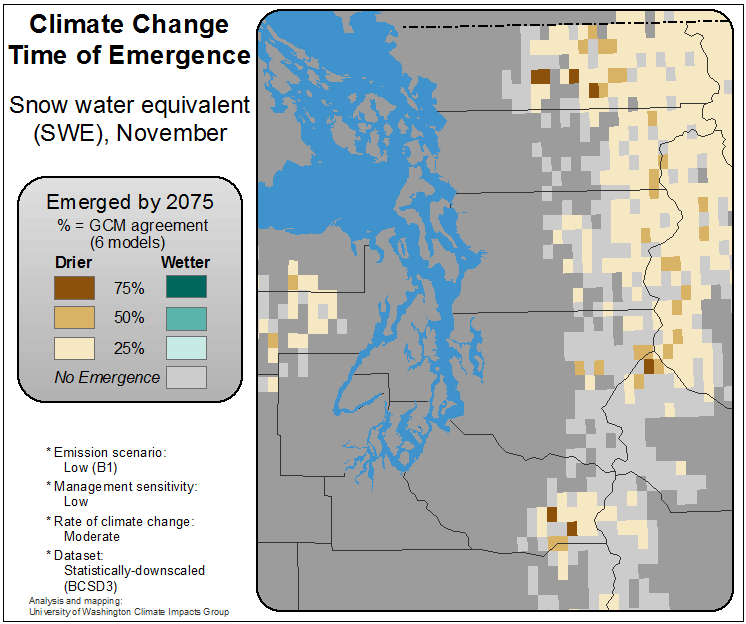 Climate Change
Time of Emergence
Snow water equivalent
(SWE), November
Emerged by 2075
% = GCM agreement
(6 models)
Drier Wetter
75%
50%
25%
No Emergence
* Emission scenario:
Low (B1)
* Management sensitivity:
Low
* Rate of climate change:
Moderate
* Dataset:
Statistically-downscaled
(BCSD3)
Analysis and mapping:
University of Washington Climate Impacts Group